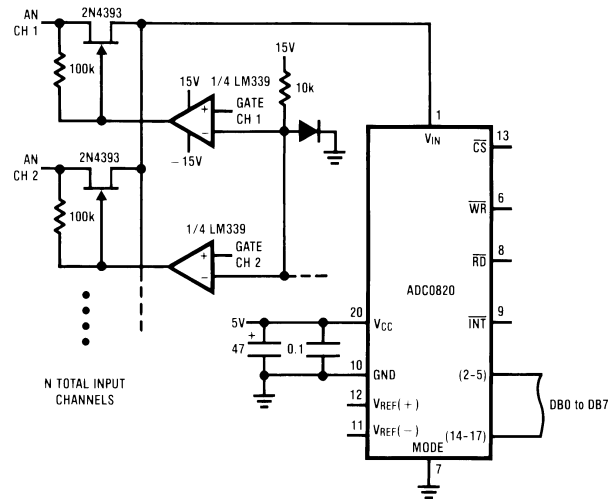 AN
CH 1
2N4393
100k
15V
1/4 LM339
+
−
GATE
CH 1
− 15V
15V
10k
AN
CH 2
2N4393
100k
1/4 LM339
+
−
GATE
CH 2
N TOTAL INPUT
CHANNELS
5V
+
47
0.1
1
VIN
13
CS
6
WR
8
RD
ADC0820
9
INT
20
VCC
10
GND
12
VREF(+)
11
VREF(−)
(2-5)
(14-17)
DB0 to DB7
MODE
7